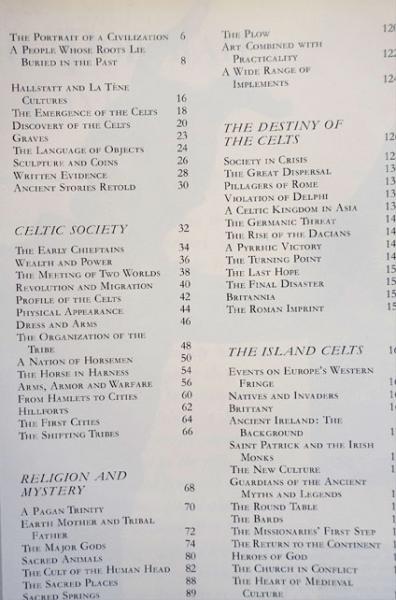 THE PORTRAIT OF A CIVILIZATION 6
A PEOPLE WHOSE ROOTS LIE
BURIED IN THE PAST 8
HALLSTATT AND LA TÈNE
CULTURES 16
THE EMERGENCE OF THE CELTS 18
DISCOVERY OF THE CELTS 20
GRAVES 23
THE LANGUAGE OF OBJECTS 24
SCULPTURE AND COINS 26
WRITTEN EVIDENCE 28
ANCIENT STORIES RETOLD 30
CELTIC SOCIETY 32
THE EARLY CHIEFTAINS 34
WEALTH AND POWER 36
THE MEETING OF TWO WORLDS 38
REVOLUTION AND MIGRATION 40
PROFILE OF THE CELTS 42
PHYSICAL APPEARANCE 44
DRESS AND ARMS 46
THE ORGANIZATION OF THE
TRIBE 48
A NATION OF HORSEMEN 50
THE HORSE IN HARNESS 54
ARMS, ARMOR AND WARFARE 56
FROM HAMLETS TO CITIES 60
HILLFORTS 62
THE FIRST CITIES 64
THE SHIFTING TRIBES 66
RELIGION AND
MYSTERY 68
A PAGAN TRINITY 70
EARTH MOTHER AND TRIBAL
FATHER 72
THE MAJOR GODS 74
SACRED ANIMALS 80
THE CULT OF THE HUMAN HEAD 82
THE SACRED PLACES 88
SACRED SPRINGS 89
THE PLOW
ART COMBINED WITH
PRACTICALITY
A WIDE RANGE OF
IMPLEMENTS
THE DESTINY OF
THE CELTS
SOCIETY IN CRISIS
THE GREAT DISPERSAL
PILLAGERS OF ROME
VIOLATION OF DELPHI
A CELTIC KINGDOM IN ASIA
THE GERMANIC THREAT
THE RISE OF THE DACIANS
A PYRRHIC VICTORY
THE TURNING POINT
THE LAST HOPE
THE FINAL DISASTER
BRITANNIA
THE ROMAN IMPRINT
THE ISLAND CELTS
EVENTS ON EUROPE'S WESTERN
FRINGE
NATIVES AND INVADERS
BRITTANY
ANCIENT IRELAND: THE
BACKGROUND
SAINT PATRICK AND THE IRISH
MONKS
THE NEW CULTURE
GUARDIANS OF THE ANCIENT
MYTHS AND LEGENDS
THE ROUND TABLE
THE BARDS
THE MISSIONARIES' FIRST STEP
THE RETURN TO THE CONTINENT
HEROES OF GOD
THE CHURCH IN CONFLICT
THE HEART OF MEDIEVAL
CULTURE